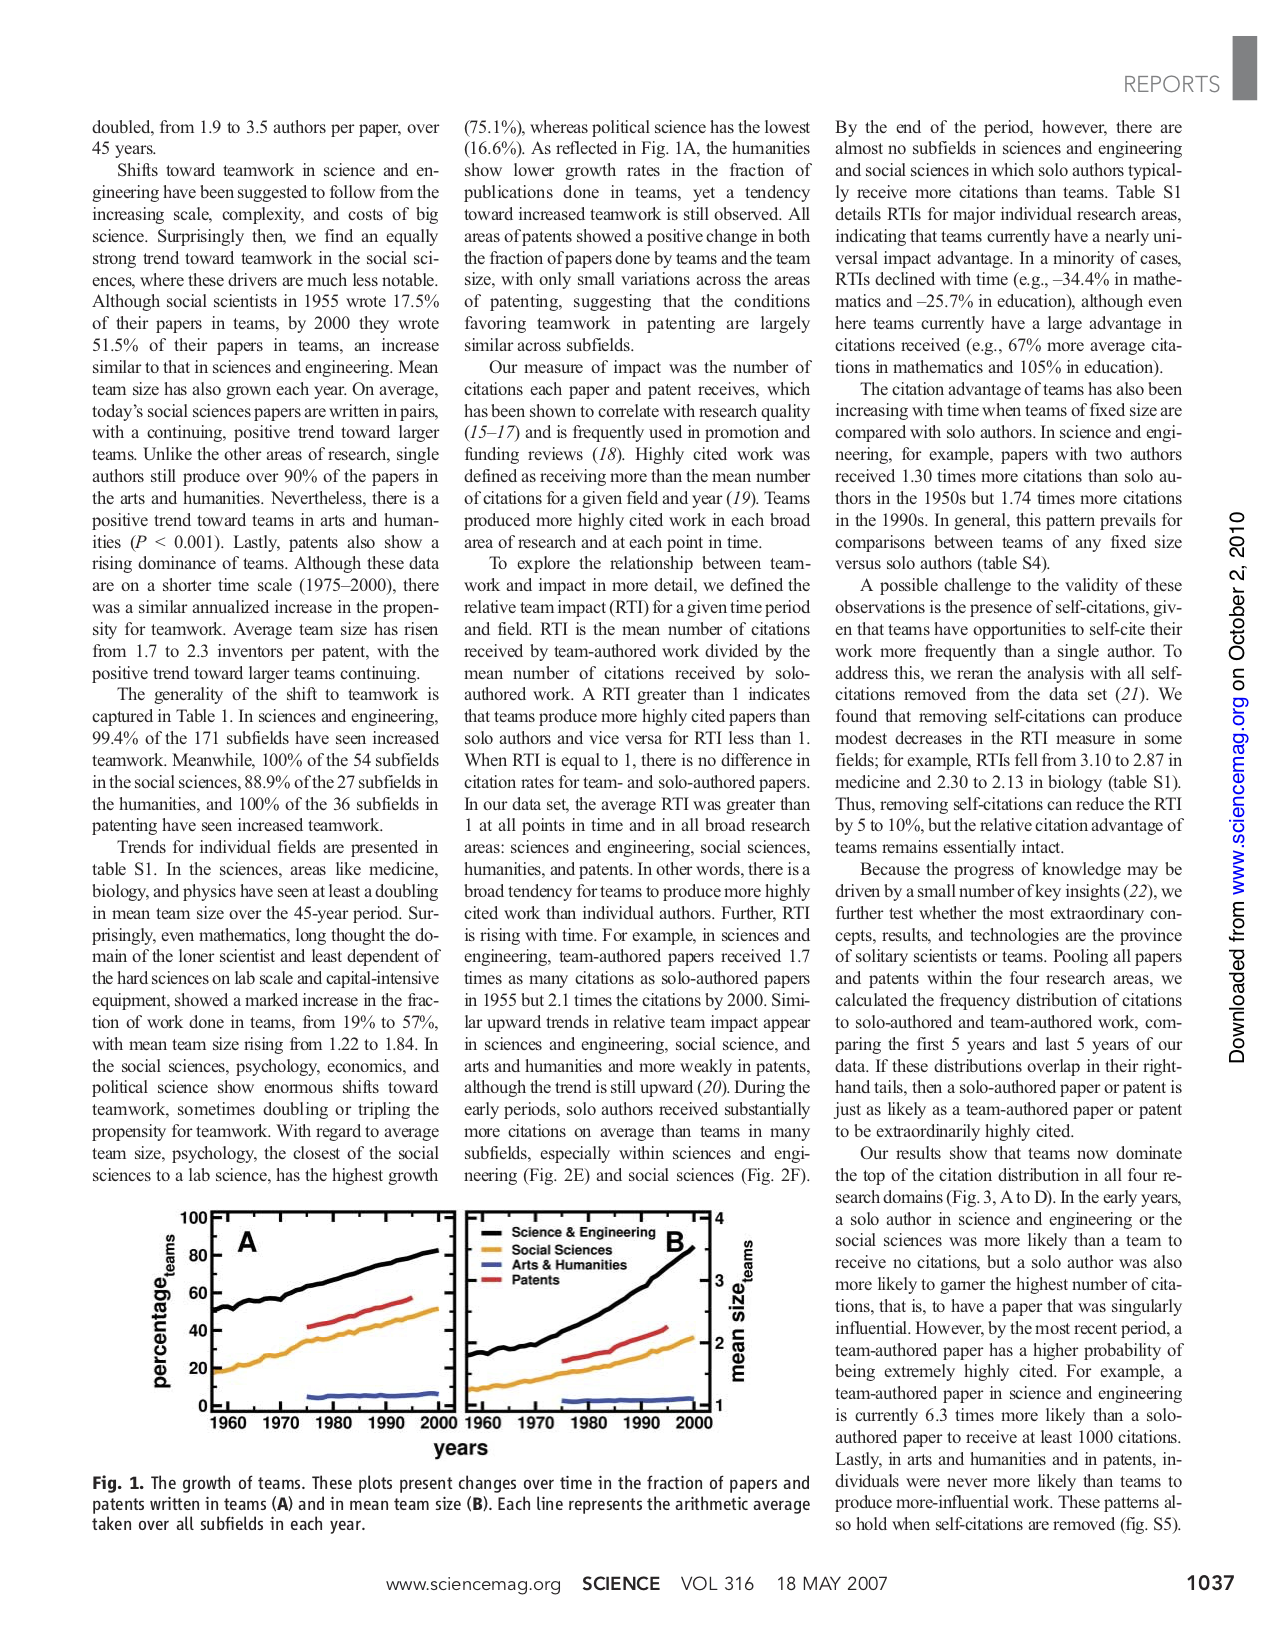 REPORTS
doubled, from 1.9 to 3.5 authors per paper, over
45 years.
Shifts toward teamwork in science and en-
gineering have been suggested to follow from the
increasing scale, complexity, and costs of big
science. Surprisingly then, we find an equally
strong trend toward teamwork in the social sci-
ences, where these drivers are much less notable.
Although social scientists in 1955 wrote 17.5%
of their papers in teams, by 2000 they wrote
51.5% of their papers in teams, an increase
similar to that in sciences and engineering. Mean
team size has also grown each year. On average,
today's social sciences papers are written in pairs,
with a continuing, positive trend toward larger
teams. Unlike the other areas of research, single
authors still produce over 90% of the papers in
the arts and humanities. Nevertheless, there is a
positive trend toward teams in arts and human-
ities (P < 0.001). Lastly, patents also show a
rising dominance of teams. Although these data
are on a shorter time scale (1975–2000), there
was a similar annualized increase in the propen-
sity for teamwork. Average team size has risen
from 1.7 to 2.3 inventors per patent, with the
positive trend toward larger teams continuing.
The generality of the shift to teamwork is
captured in Table 1. In sciences and engineering,
99.4% of the 171 subfields have seen increased
teamwork. Meanwhile, 100% of the 54 subfields
in the social sciences, 88.9% of the 27 subfields in
the humanities, and 100% of the 36 subfields in
patenting have seen increased teamwork.
Trends for individual fields are presented in
table S1. In the sciences, areas like medicine,
biology, and physics have seen at least a doubling
in mean team size over the 45-year period. Sur-
prisingly, even mathematics, long thought the do-
main of the loner scientist and least dependent of
the hard sciences on lab scale and capital-intensive
equipment, showed a marked increase in the frac-
tion of work done in teams, from 19% to 57%,
with mean team size rising from 1.22 to 1.84. In
the social sciences, psychology, economics, and
political science show enormous shifts toward
teamwork, sometimes doubling or tripling the
propensity for teamwork. With regard to average
team size, psychology, the closest of the social
sciences to a lab science, has the highest growth
(75.1%), whereas political science has the lowest
(16.6%). As reflected in Fig. 1A, the humanities
show lower growth rates in the fraction of
publications done in teams, yet a tendency
toward increased teamwork is still observed. All
areas of patents showed a positive change in both
the fraction of papers done by teams and the team
size, with only small variations across the areas
of patenting, suggesting that the conditions
favoring teamwork in patenting are largely
similar across subfields.
Our measure of impact was the number of
citations each paper and patent receives, which
has been shown to correlate with research quality
(15–17) and is frequently used in promotion and
funding reviews (18). Highly cited work was
defined as receiving more than the mean number
of citations for a given field and year (19). Teams
produced more highly cited work in each broad
area of research and at each point in time.
To explore the relationship between team-
work and impact in more detail, we defined the
relative team impact (RTI) for a given time period
and field. RTI is the mean number of citations
received by team-authored work divided by the
mean number of citations received by solo-
authored work. A RTI greater than 1 indicates
that teams produce more highly cited papers than
solo authors and vice versa for RTI less than 1.
When RTI is equal to 1, there is no difference in
citation rates for team- and solo-authored papers.
In our data set, the average RTI was greater than
1 at all points in time and in all broad research
areas: sciences and engineering, social sciences,
humanities, and patents. In other words, there is a
broad tendency for teams to produce more highly
cited work than individual authors. Further, RTI
is rising with time. For example, in sciences and
engineering, team-authored papers received 1.7
times as many citations as solo-authored papers
in 1955 but 2.1 times the citations by 2000. Simi-
lar upward trends in relative team impact appear
in sciences and engineering, social science, and
arts and humanities and more weakly in patents,
although the trend is still upward (20). During the
early periods, solo authors received substantially
more citations on average than teams in many
subfields, especially within sciences and engi-
neering (Fig. 2E) and social sciences (Fig. 2F).
By the end of the period, however, there are
almost no subfields in sciences and engineering
and social sciences in which solo authors typical-
ly receive more citations than teams. Table S1
details RTIs for major individual research areas,
indicating that teams currently have a nearly uni-
versal impact advantage. In a minority of cases,
RTIs declined with time (e.g., –34.4% in mathe-
matics and –25.7% in education), although even
here teams currently have a large advantage in
citations received (e.g., 67% more average cita-
tions in mathematics and 105% in education).
The citation advantage of teams has also been
increasing with time when teams of fixed size are
compared with solo authors. In science and engi-
neering, for example, papers with two authors
received 1.30 times more citations than solo au-
thors in the 1950s but 1.74 times more citations
in the 1990s. In general, this pattern prevails for
comparisons between teams of any fixed size
versus solo authors (table S4).
A possible challenge to the validity of these
observations is the presence of self-citations, giv-
en that teams have opportunities to self-cite their
work more frequently than a single author. To
address this, we reran the analysis with all self-
citations removed from the data set (21). We
found that removing self-citations can produce
modest decreases in the RTI measure in some
fields; for example, RTIs fell from 3.10 to 2.87 in
medicine and 2.30 to 2.13 in biology (table S1).
Thus, removing self-citations can reduce the RTI
by 5 to 10%, but the relative citation advantage of
teams remains essentially intact.
Because the progress of knowledge may be
driven by a small number of key insights (22), we
further test whether the most extraordinary con-
cepts, results, and technologies are the province
of solitary scientists or teams. Pooling all papers
and patents within the four research areas, we
calculated the frequency distribution of citations
to solo-authored and team-authored work, com-
paring the first 5 years and last 5 years of our
data. If these distributions overlap in their right-
hand tails, then a solo-authored paper or patent is
just as likely as a team-authored paper or patent
to be extraordinarily highly cited.
Our results show that teams now dominate
the top of the citation distribution in all four re-
search domains (Fig. 3, A to D). In the early years,
a solo author in science and engineering or the
social sciences was more likely than a team to
receive no citations, but a solo author was also
more likely to garner the highest number of cita-
tions, that is, to have a paper that was singularly
influential. However, by the most recent period, a
team-authored paper has a higher probability of
being extremely highly cited. For example, a
team-authored paper in science and engineering
is currently 6.3 times more likely than a solo-
authored paper to receive at least 1000 citations.
Lastly, in arts and humanities and in patents, in-
dividuals were never more likely than teams to
produce more-influential work. These patterns al-
so hold when self-citations are removed (fig. S5).
100
80
60
40
20
0
percentage teams
A
1960 1970 1980 1990 2000
Science & Engineering
Social Sciences
Arts & Humanities
Patents
B
1960 1970 1980 1990 2000
4
3
2
1
mean size teams
years
Fig. 1. The growth of teams. These plots present changes over time in the fraction of papers and
patents written in teams (A) and in mean team size (B). Each line represents the arithmetic average
taken over all subfields in each year.
www.sciencemag.org SCIENCE VOL 316 18 MAY 2007 1037
Downloaded from www.sciencemag.org on October 2, 2010